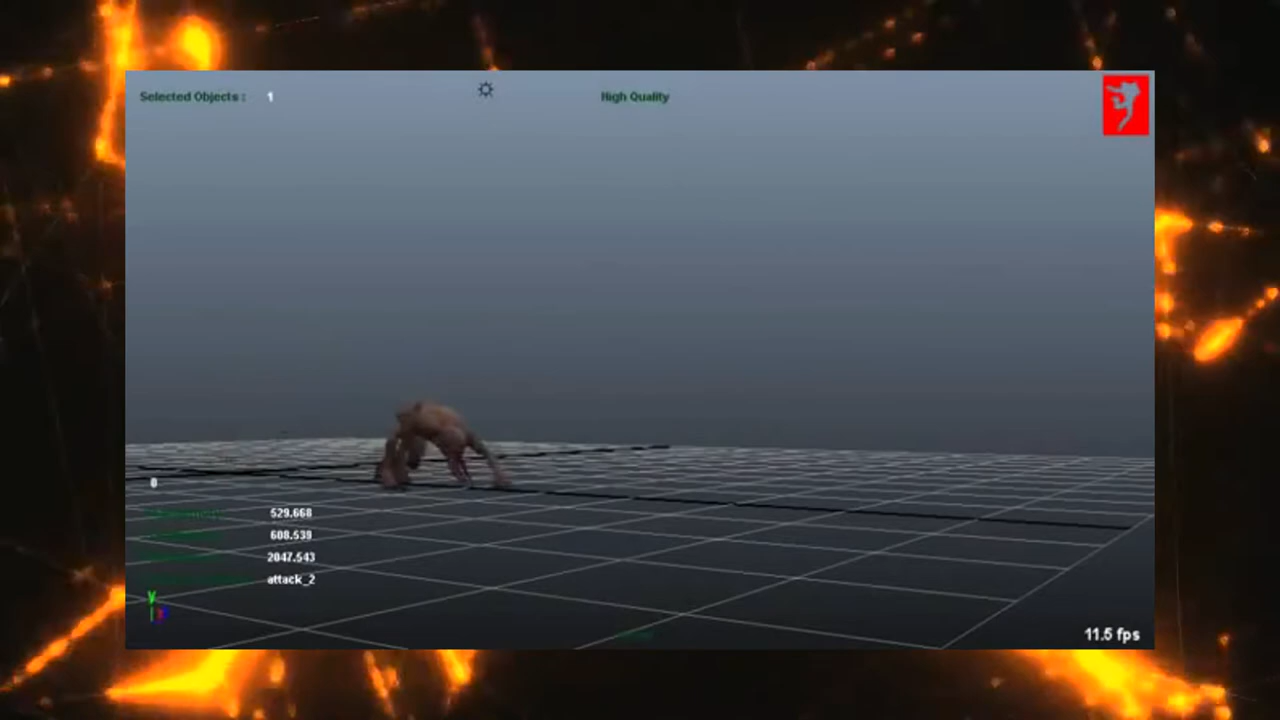 Selected Objects : 1
High Quality
0
529.668
608.539
2047.543
attack_2
y
11.5 fps